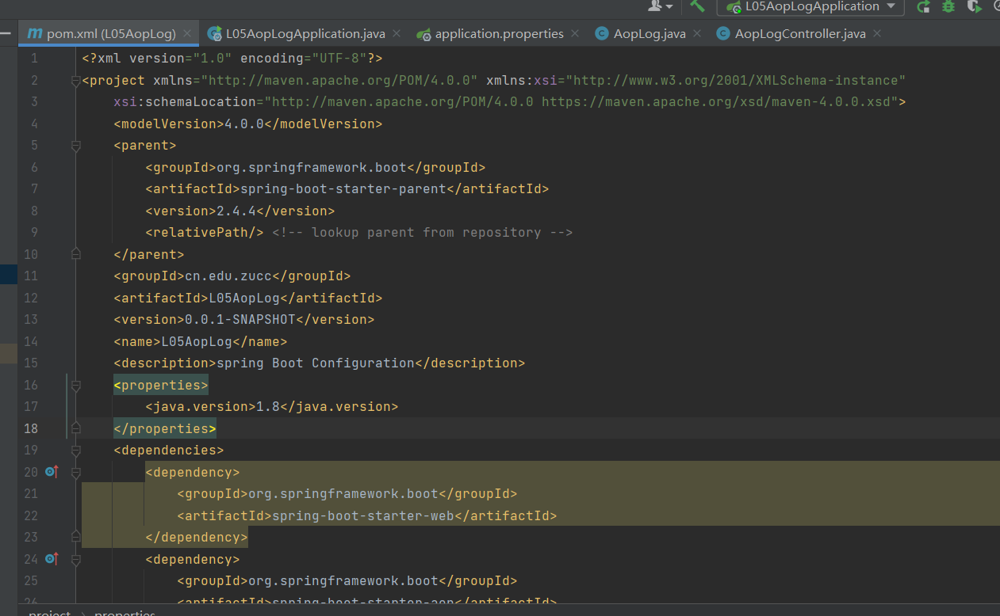 L05AopLogApplication
pom.xml (L05AopLog) L05AopLogApplication.java application.properties AopLog.java AopLogController.java
1 <?xml version="1.0" encoding="UTF-8"?>
2 <project xmlns="http://maven.apache.org/POM/4.0.0" xmlns:xsi="http://www.w3.org/2001/XMLSchema-instance"
3 xsi:schemaLocation="http://maven.apache.org/POM/4.0.0 https://maven.apache.org/xsd/maven-4.0.0.xsd">
4 <modelVersion>4.0.0</modelVersion>
5 <parent>
6 <groupId>org.springframework.boot</groupId>
7 <artifactId>spring-boot-starter-parent</artifactId>
8 <version>2.4.4</version>
9 <relativePath/> <!-- lookup parent from repository -->
10 </parent>
11 <groupId>cn.edu.zucc</groupId>
12 <artifactId>L05AopLog</artifactId>
13 <version>0.0.1-SNAPSHOT</version>
14 <name>L05AopLog</name>
15 <description>spring Boot Configuration</description>
16 <properties>
17 <java.version>1.8</java.version>
18 </properties>
19 <dependencies>
20 <dependency>
21 <groupId>org.springframework.boot</groupId>
22 <artifactId>spring-boot-starter-web</artifactId>
23 </dependency>
24 <dependency>
25 <groupId>org.springframework.boot</groupId>
26 <artifactId>spring-boot-starter-aop</artifactId>
project > properties